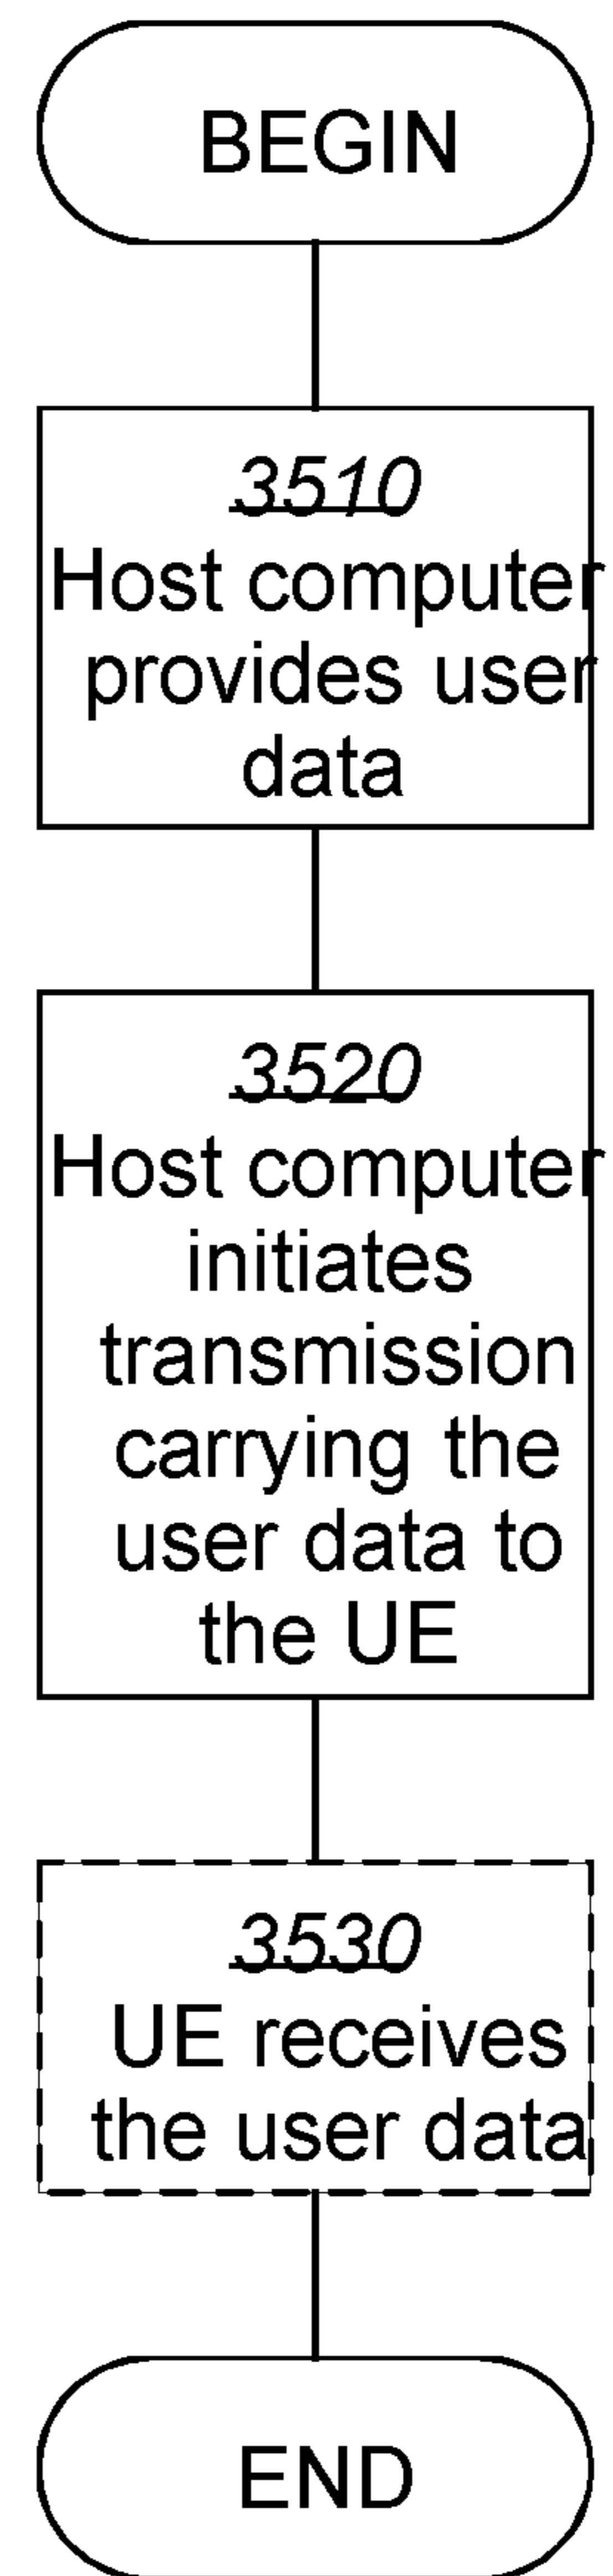 BEGIN
3510
Host computer
provides user
data
3520
Host computer
initiates
transmission
carrying the
user data to
the UE
3530
UE receives
the user data
END